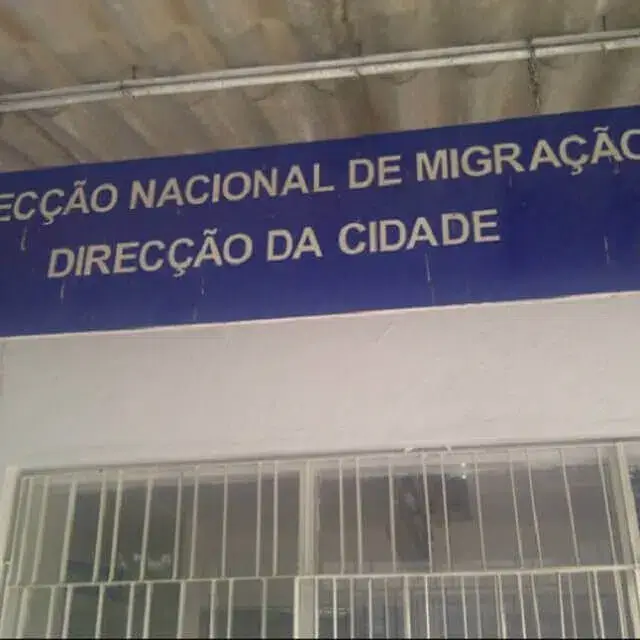 ECÇÃO NACIONAL DE MIGRAÇÃO
DIRECÇÃO DA CIDADE